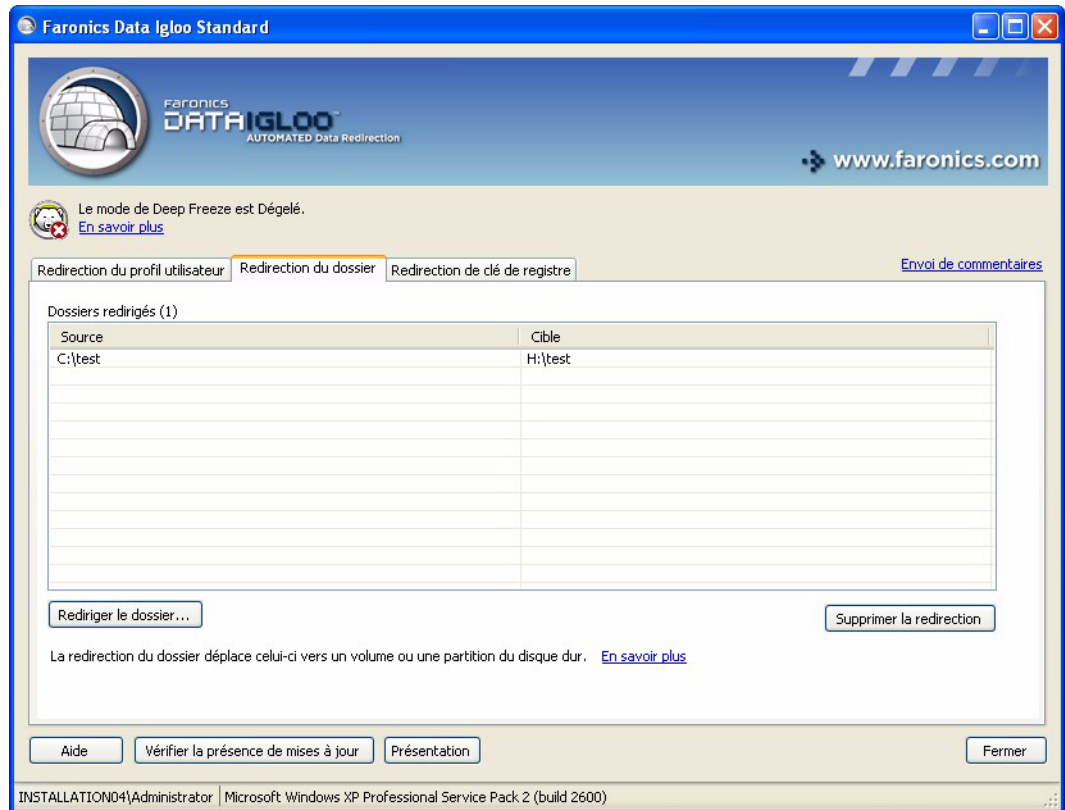 Faronics Data Igloo Standard
Faronics
DATAIGLOO™
AUTOMATED Data Redirection
www.faronics.com
Le mode de Deep Freeze est Dégelé.
En savoir plus
Redirection du profil utilisateur Redirection du dossier Redirection de clé de registre Envoi de commentaires
Dossiers redirigés (1)
Source Cible
C:\test H:\test
Rediriger le dossier... Supprimer la redirection
La redirection du dossier déplace celui-ci vers un volume ou une partition du disque dur. En savoir plus
Aide Vérifier la présence de mises à jour Présentation Fermer
INSTALLATION04\Administrator Microsoft Windows XP Professional Service Pack 2 (build 2600)